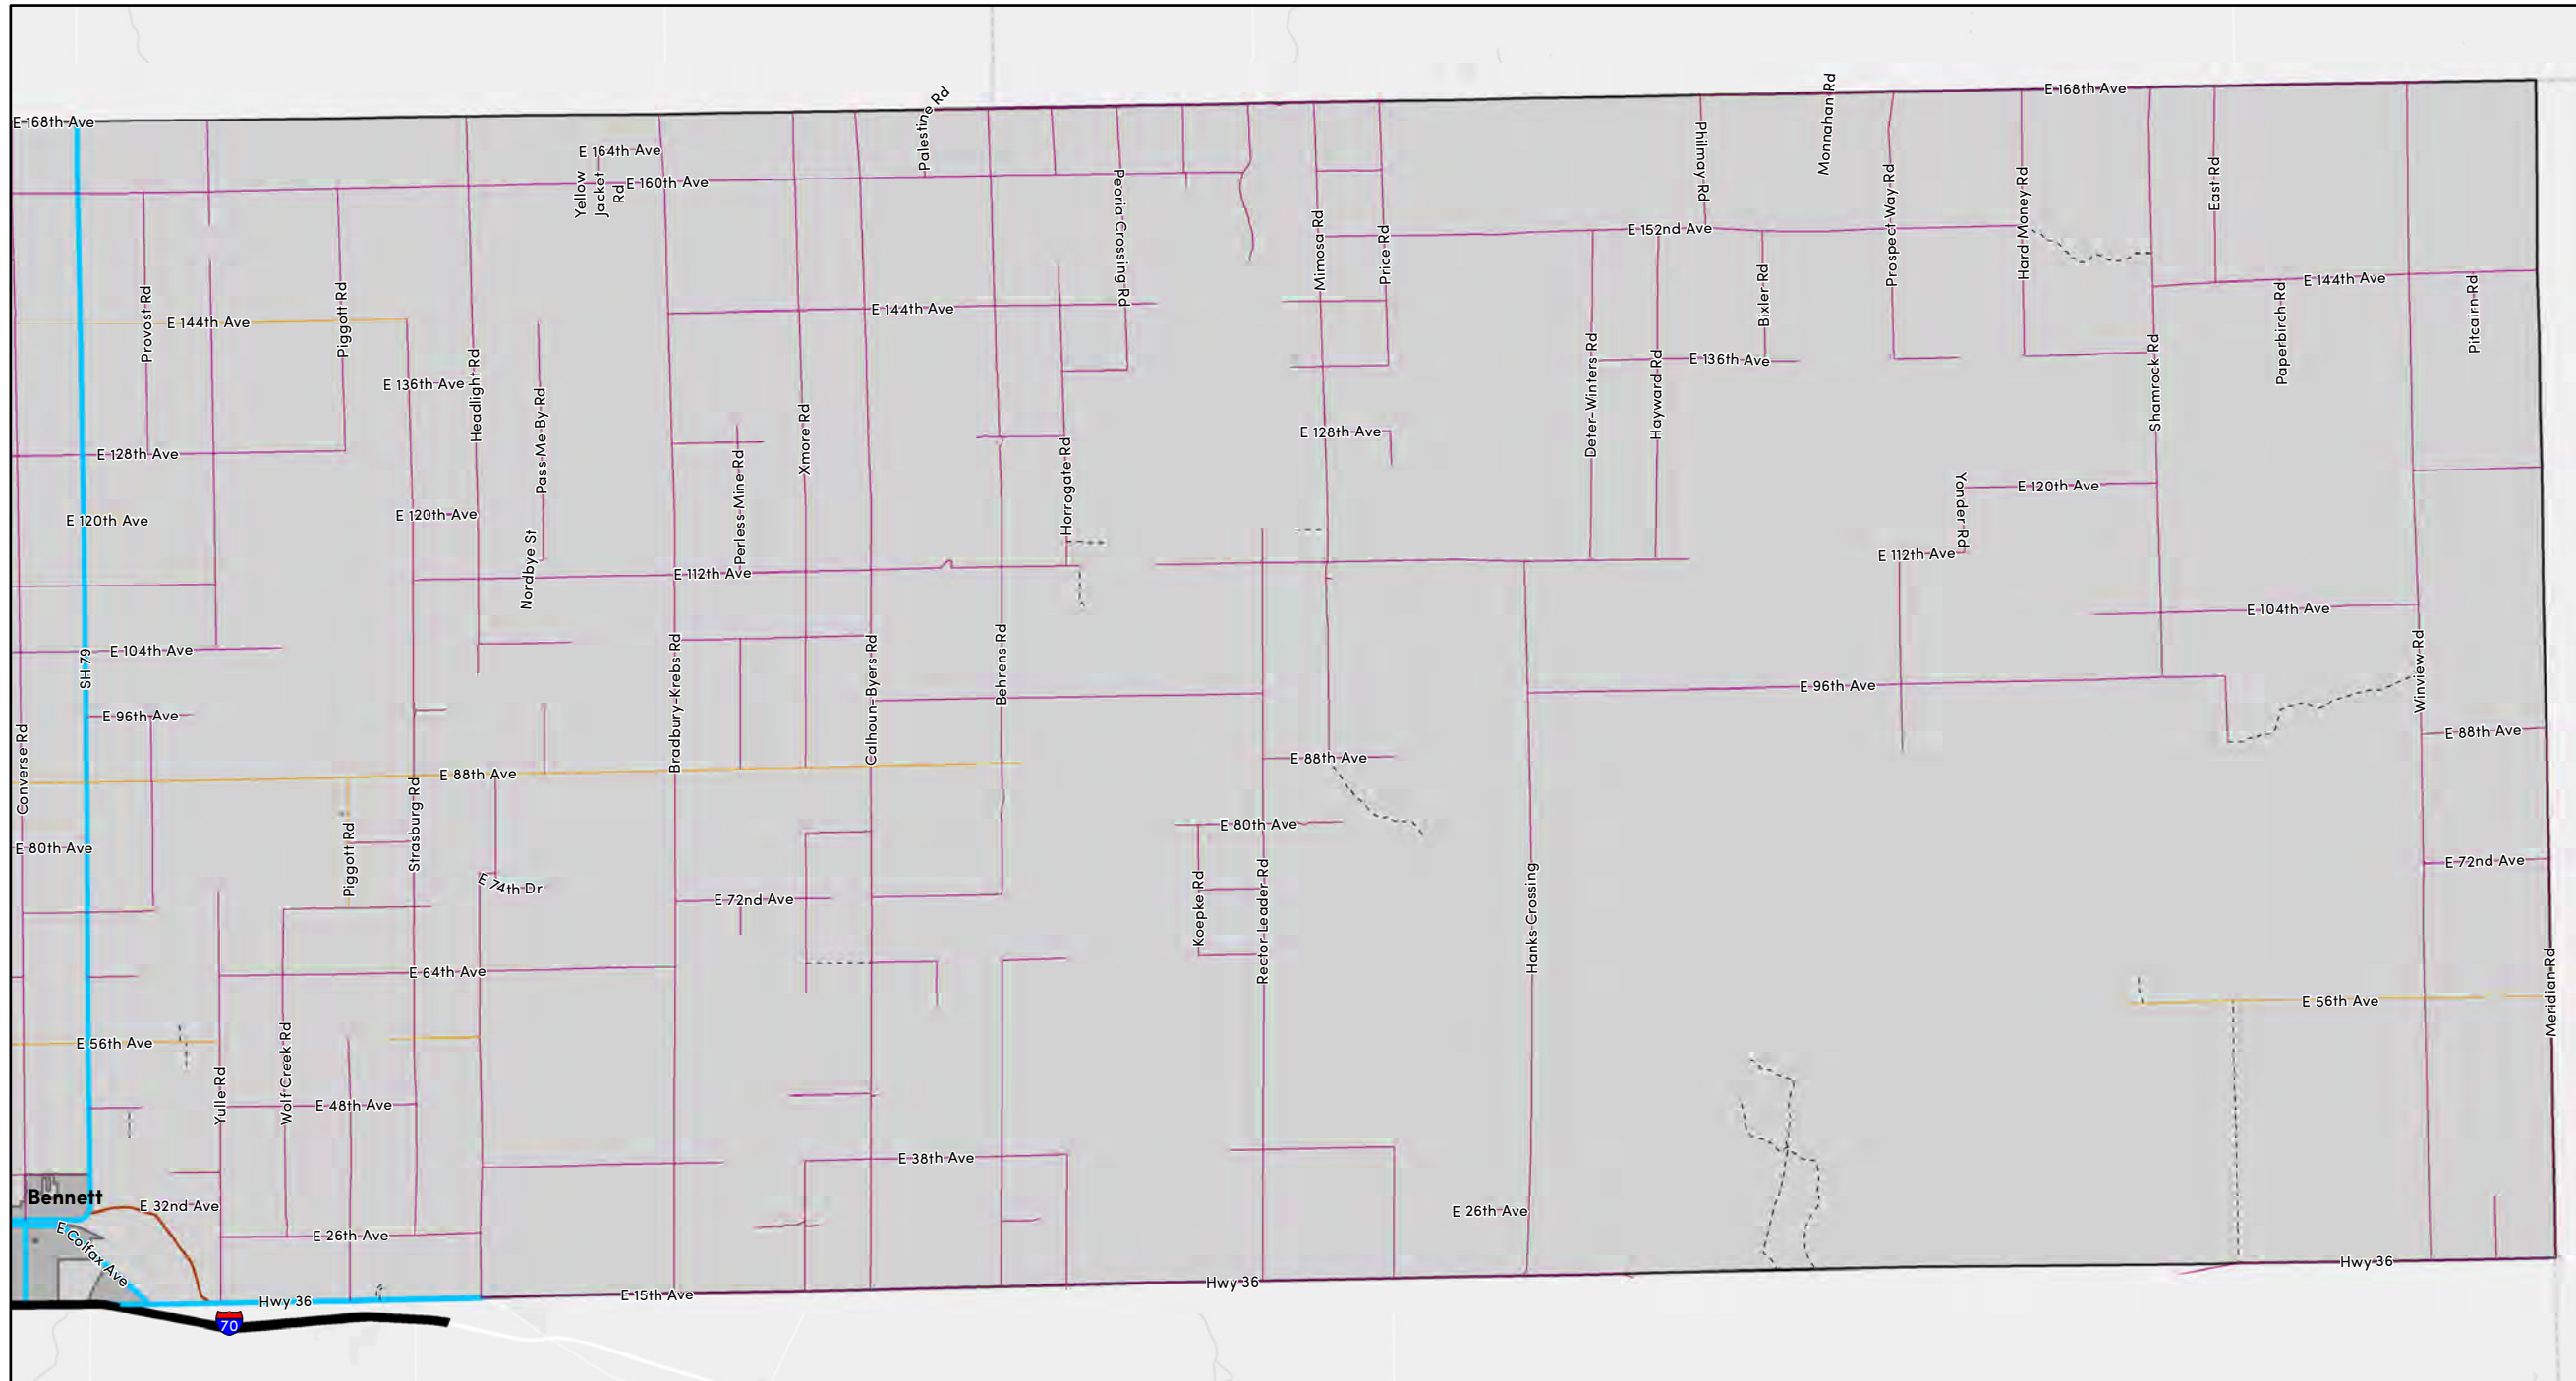 E 168th Ave
E 168th Ave
Palestine Rd
Monnahan Rd
Philmay Rd
E 164th Ave
E 160th Ave
Yellow
Jacket
Rd
Peoria Crossing Rd
Prospect Way Rd
Hard Money Rd
East Rd
Mimosa Rd
Price Rd
E 152nd Ave
Bixler Rd
E 144th Ave
E 144th Ave
E 144th Ave
Provost Rd
Piggott Rd
Paperbirch Rd
Pitcairn Rd
E 136th Ave
E 136th Ave
Headlight Rd
Pass Me By Rd
Xmore Rd
Deter-Winters Rd
Hayward Rd
Shamrock Rd
E 128th Ave
E 128th Ave
Perless Mine Rd
Horrogate Rd
Yonder Rd
E 120th Ave
E 120th Ave
E 120th Ave
Nordbye St
E 112th Ave
E 112th Ave
E 104th Ave
E 104th Ave
SH 79
Bradbury-Krebs Rd
Calhoun-Byers Rd
Behrens Rd
Winview Rd
E 96th Ave
E 96th Ave
Converse Rd
E 88th Ave
E 88th Ave
E 88th Ave
Strasburg Rd
Piggott Rd
E 80th Ave
E 80th Ave
E 74th Dr
E 72nd Ave
E 72nd Ave
Koepke Rd
Rector Leader Rd
Hanks Crossing
E 64th Ave
Meridian Rd
E 56th Ave
E 56th Ave
Yulle Rd
Wolf Creek Rd
E 48th Ave
E 38th Ave
Bennett
E 32nd Ave
E 26th Ave
E 26th Ave
E Colfax Ave
Hwy 36
E 15th Ave
Hwy 36
Hwy 36
70